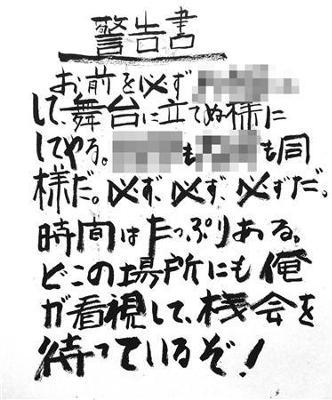 警告書
お前を必ず
して、舞台に立てぬ様に
してやる。も も同
様だ。必ず、必ず、必ずだ。
時間はたっぷりある。
どこの場所にも俺
が看視して、機会を
待っているぞ!